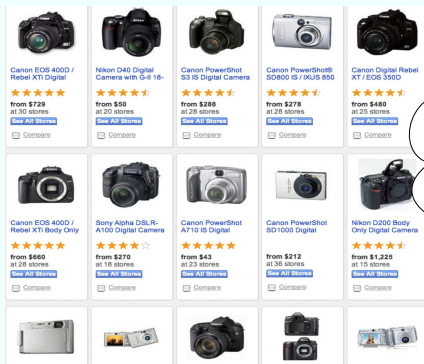 Canon EOS 400D /
Rebel XTi Digital
from $729
at 30 stores
See All Stores
Compare
Nikon D40 Digital
Camera with G-II 18-
from $50
at 20 stores
See All Stores
Compare
Canon PowerShot
S3 IS Digital Camera
from $288
at 28 stores
See All Stores
Compare
Canon PowerShot®
SD800 IS / IXUS 850
from $278
at 28 stores
See All Stores
Compare
Canon Digital Rebel
XT / EOS 350D
from $480
at 25 stores
See All Stores
Compare
Canon EOS 400D /
Rebel XTi Body Only
from $660
at 28 stores
See All Stores
Compare
Sony Alpha DSLR-
A100 Digital Camera
from $270
at 18 stores
See All Stores
Compare
Canon PowerShot
A710 IS Digital
from $43
at 23 stores
See All Stores
Compare
Canon PowerShot
SD1000 Digital
from $212
at 36 stores
See All Stores
Compare
Nikon D200 Body
Only Digital Camera
from $1,225
at 15 stores
See All Stores
Compare